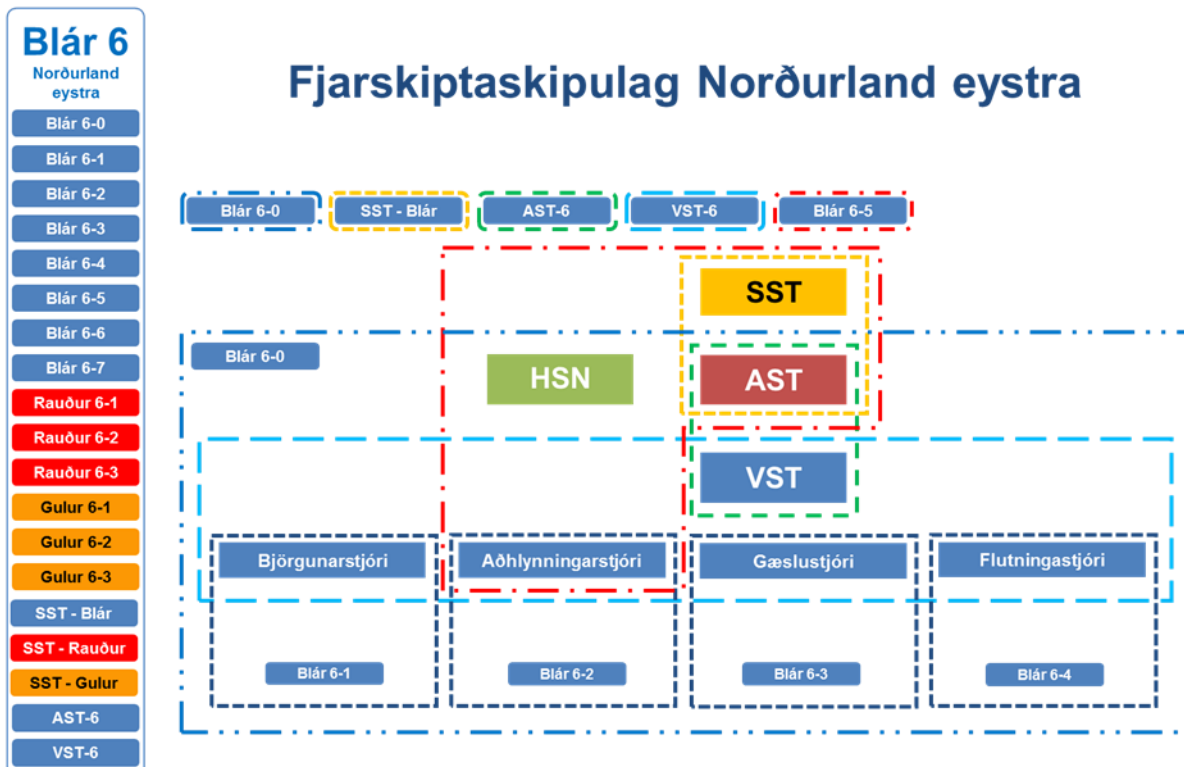 Blár 6
Norðurland
eystra
Blár 6-0
Blár 6-1
Blár 6-2
Blár 6-3
Blár 6-4
Blár 6-5
Blár 6-6
Blár 6-7
Rauður 6-1
Rauður 6-2
Rauður 6-3
Gulur 6-1
Gulur 6-2
Gulur 6-3
SST - Blár
SST - Rauður
SST - Gulur
AST-6
VST-6
Fjarskiptaskipulag Norðurland eystra
Blár 6-0
SST - Blár
AST-6
VST-6
Blár 6-5
SST
Blár 6-0
HSN
AST
VST
Björgunarstjóri
Aðhlynningarstjóri
Gæslustjóri
Flutningastjóri
Blár 6-1
Blár 6-2
Blár 6-3
Blár 6-4